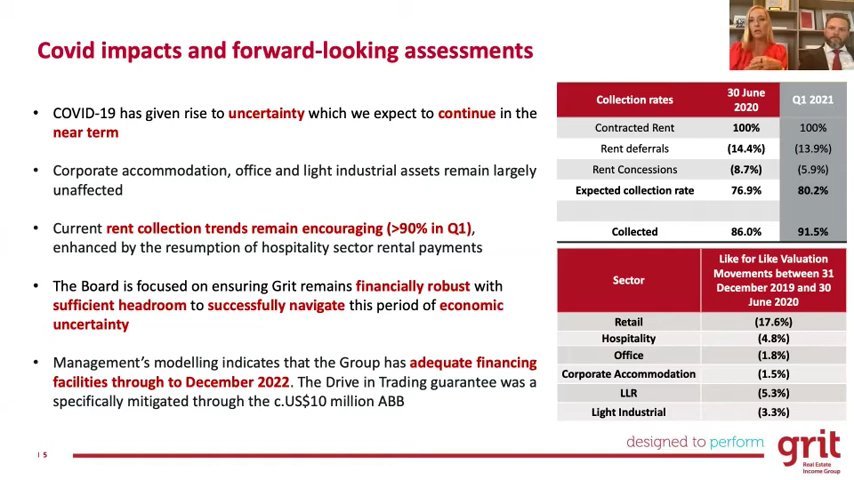 Covid impacts and forward-looking assessments
• COVID-19 has given rise to uncertainty which we expect to continue in the
near term
• Corporate accommodation, office and light industrial assets remain largely
unaffected
• Current rent collection trends remain encouraging (>90% in Q1),
enhanced by the resumption of hospitality sector rental payments
• The Board is focused on ensuring Grit remains financially robust with
sufficient headroom to successfully navigate this period of economic
uncertainty
• Management’s modelling indicates that the Group has adequate financing
facilities through to December 2022. The Drive in Trading guarantee was a
specifically mitigated through the c.US$10 million ABB
Collection rates 30 June 2020 Q1 2021
Contracted Rent 100% 100%
Rent deferrals (14.4%) (13.9%)
Rent Concessions (8.7%) (5.9%)
Expected collection rate 76.9% 80.2%
Collected 86.0% 91.5%
Sector
Like for Like Valuation
Movements between 31
December 2019 and 30
June 2020
Retail (17.6%)
Hospitality (4.8%)
Office (1.8%)
Corporate Accommodation (1.5%)
LLR (5.3%)
Light Industrial (3.3%)
designed to perform
grit
Real Estate
Income Group
| 5